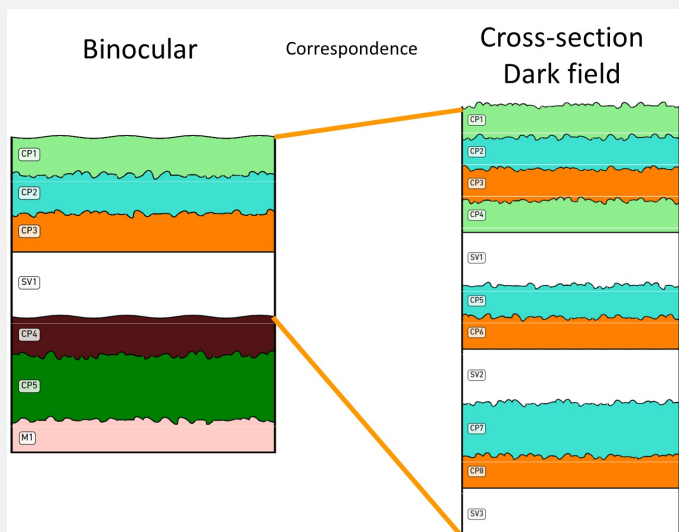 Binocular
Correspondence
Cross-section
Dark field
CP1
CP2
CP3
SV1
CP4
CP5
M1
CP1
CP2
CP3
CP4
SV1
CP5
CP6
SV2
CP7
CP8
SV3